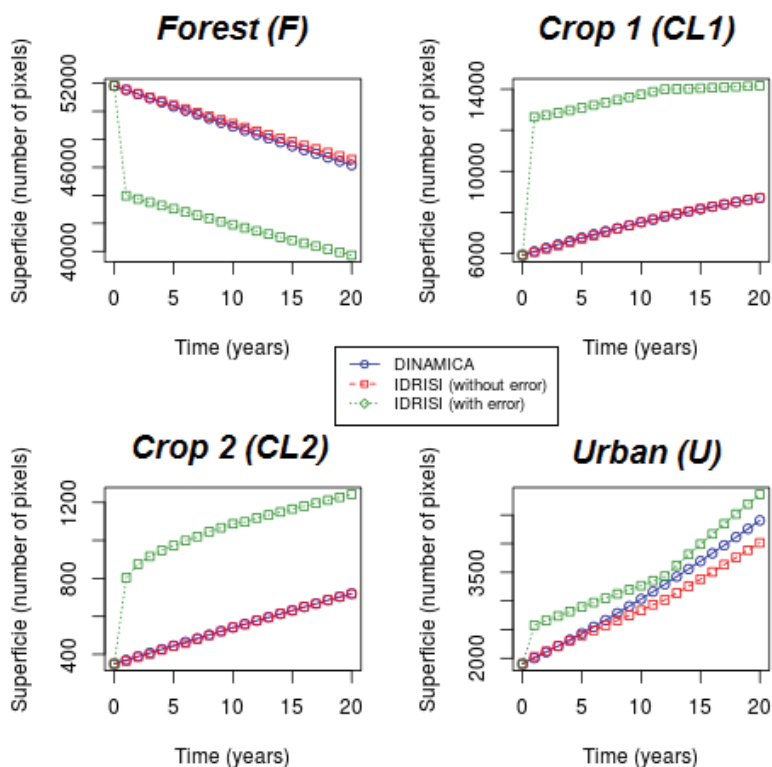 Forest (F)
Superficie (number of pixels)
52000
46000
40000
0 5 10 15 20
Time (years)
Crop 1 (CL1)
Superficie (number of pixels)
14000
10000
6000
0 5 10 15 20
Time (years)
DINAMICA
IDRISI (without error)
IDRISI (with error)
Crop 2 (CL2)
Superficie (number of pixels)
1200
800
400
0 5 10 15 20
Time (years)
Urban (U)
Superficie (number of pixels)
3500
2000
0 5 10 15 20
Time (years)